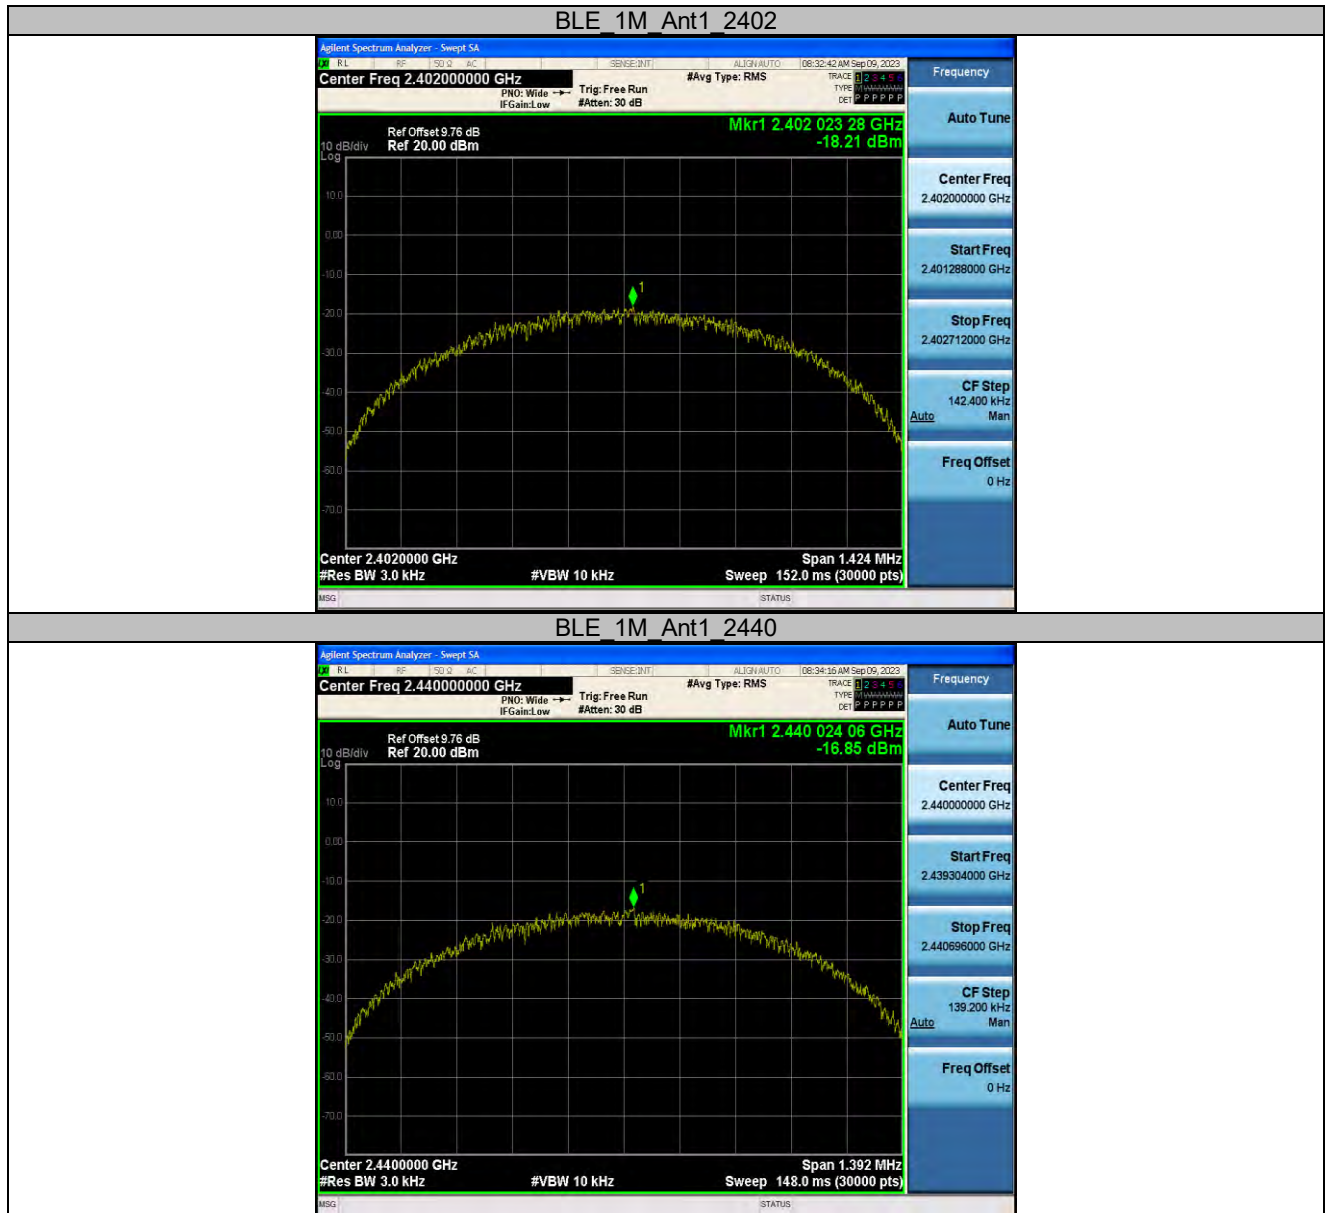 BLE_1M_Ant1_2402
Agilent Spectrum Analyzer - Swept SA
RL RF 50 Ω AC SENSE:INT ALIGN AUTO 08:32:42 AM Sep 09, 2023
Center Freq 2.402000000 GHz
PNO: Wide
IFGain:Low
Trig: Free Run
#Atten: 30 dB
#Avg Type: RMS
TRACE 1 2 3 4 5 6
TYPE
DET P P P P P P
Frequency
Mkr1 2.402 023 28 GHz
-18.21 dBm
Ref Offset 9.76 dB
10 dB/div Ref 20.00 dBm
Log
10.0
0.00
-10.0
-20.0
-30.0
-40.0
-50.0
-60.0
-70.0
1
Center 2.4020000 GHz Span 1.424 MHz
#Res BW 3.0 kHz #VBW 10 kHz Sweep 152.0 ms (30000 pts)
MSG STATUS
Auto Tune
Center Freq
2.402000000 GHz
Start Freq
2.401288000 GHz
Stop Freq
2.402712000 GHz
CF Step
142.400 kHz
Auto Man
Freq Offset
0 Hz
BLE_1M_Ant1_2440
Agilent Spectrum Analyzer - Swept SA
RL RF 50 Ω AC SENSE:INT ALIGN AUTO 08:34:16 AM Sep 09, 2023
Center Freq 2.440000000 GHz
PNO: Wide
IFGain:Low
Trig: Free Run
#Atten: 30 dB
#Avg Type: RMS
TRACE 1 2 3 4 5 6
TYPE
DET P P P P P P
Frequency
Mkr1 2.440 024 06 GHz
-16.85 dBm
Ref Offset 9.76 dB
10 dB/div Ref 20.00 dBm
Log
10.0
0.00
-10.0
-20.0
-30.0
-40.0
-50.0
-60.0
-70.0
1
Center 2.4400000 GHz Span 1.392 MHz
#Res BW 3.0 kHz #VBW 10 kHz Sweep 148.0 ms (30000 pts)
MSG STATUS
Auto Tune
Center Freq
2.440000000 GHz
Start Freq
2.439304000 GHz
Stop Freq
2.440696000 GHz
CF Step
139.200 kHz
Auto Man
Freq Offset
0 Hz